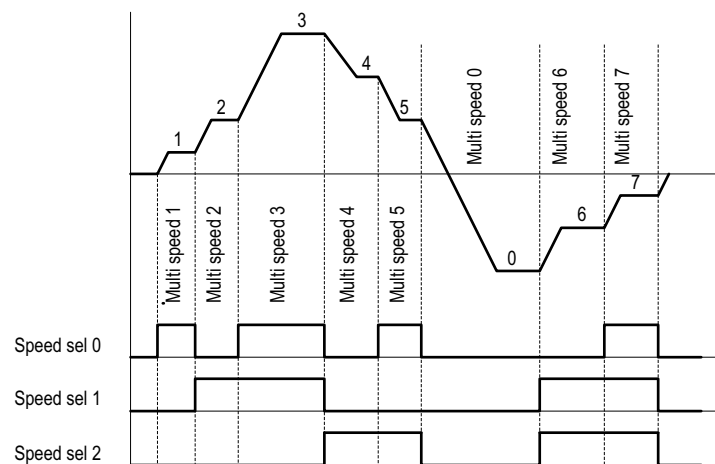 3
4
2
5
1
Multi speed 0
Multi speed 6
Multi speed 7
7
6
0
Multi speed 1
Multi speed 2
Multi speed 3
Multi speed 4
Multi speed 5
Speed sel 0
Speed sel 1
Speed sel 2